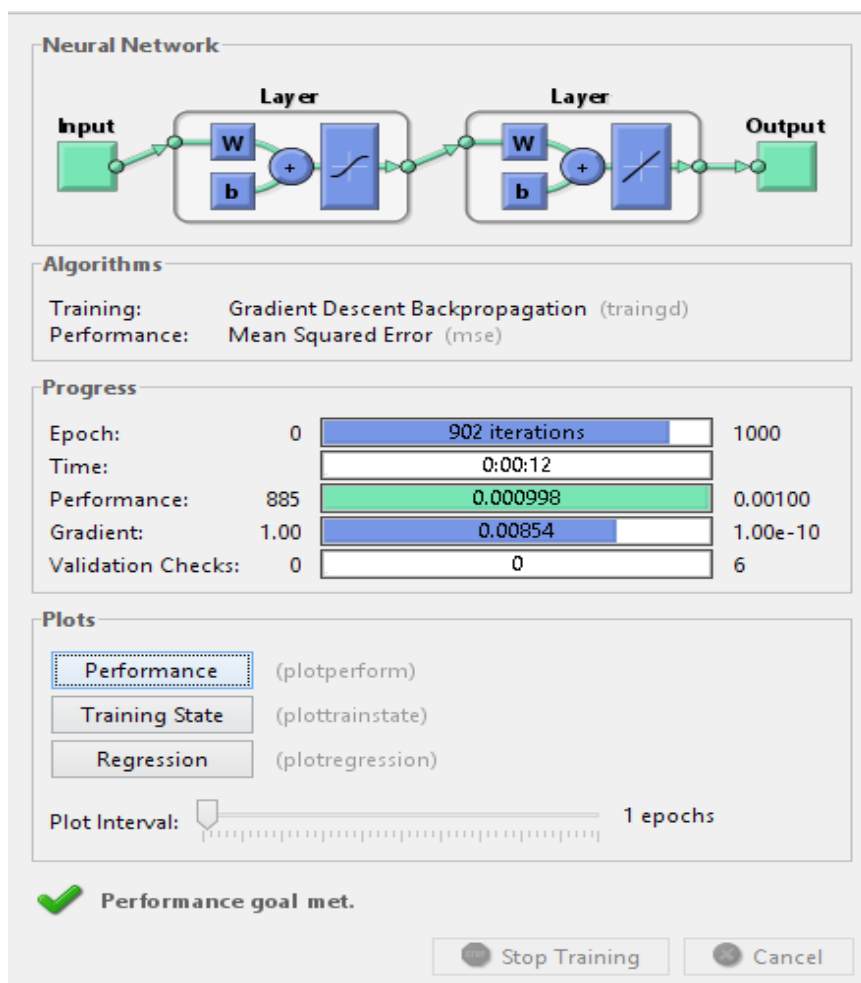 Neural Network
Layer Layer
Input Output
W W
+ +
b b
Algorithms
Training: Gradient Descent Backpropagation (traingd)
Performance: Mean Squared Error (mse)
Progress
Epoch: 0 902 iterations 1000
Time: 0:00:12
Performance: 885 0.000998 0.00100
Gradient: 1.00 0.00854 1.00e-10
Validation Checks: 0 0 6
Plots
Performance (plotperform)
Training State (plottrainstate)
Regression (plotregression)
Plot Interval: 1 epochs
Performance goal met.
Stop Training Cancel